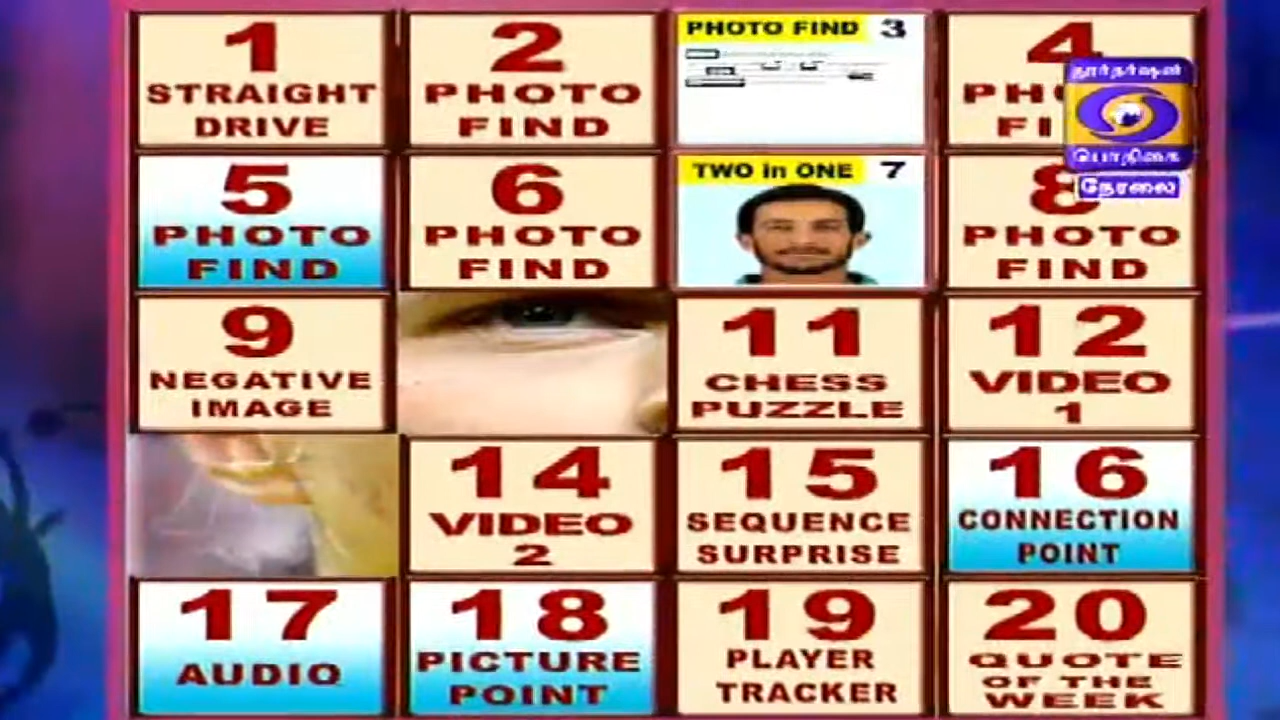 1
STRAIGHT
DRIVE
2
PHOTO
FIND
PHOTO FIND 3
4
PH
FI
தூர்தர்ஷன்
பொதிகை
நேரலை
5
PHOTO
FIND
6
PHOTO
FIND
TWO in ONE 7
8
PHOTO
FIND
9
NEGATIVE
IMAGE
11
CHESS
PUZZLE
12
VIDEO
1
14
VIDEO
2
15
SEQUENCE
SURPRISE
16
CONNECTION
POINT
17
AUDIO
18
PICTURE
POINT
19
PLAYER
TRACKER
20
QUOTE
OF THE
WEEK